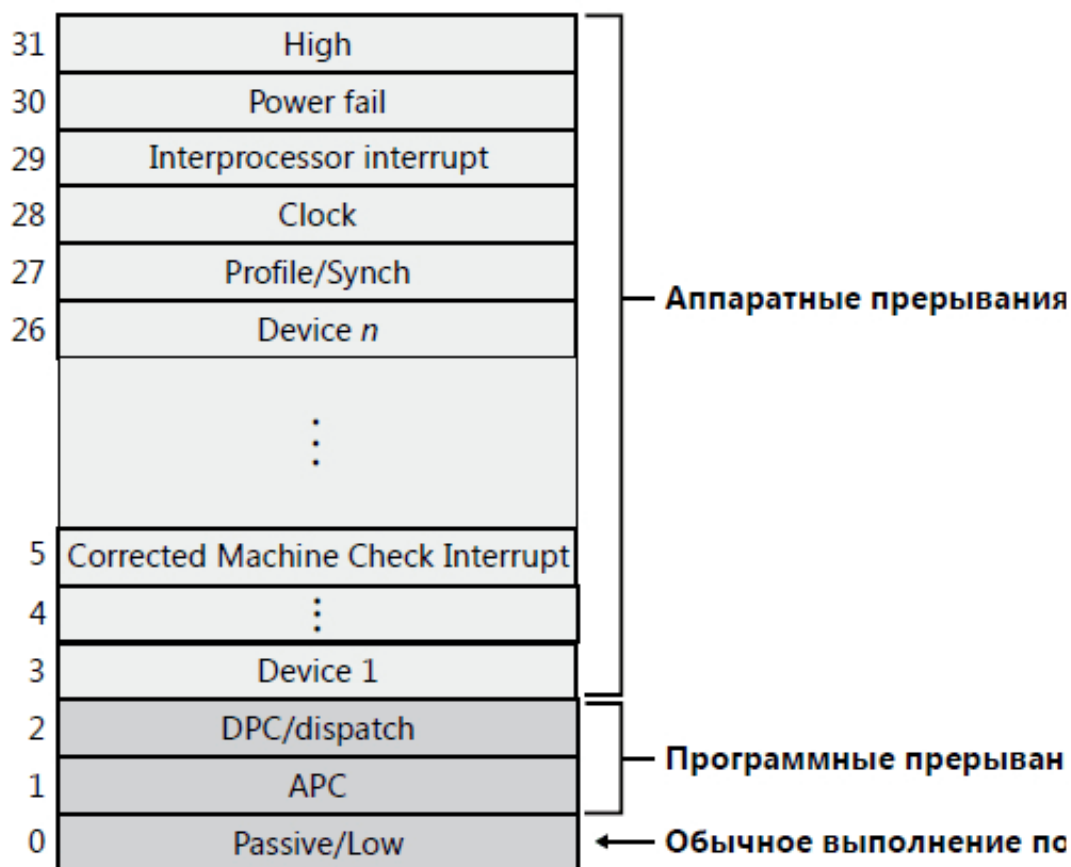 31 High
30 Power fail
29 Interprocessor interrupt
28 Clock
27 Profile/Synch
Аппаратные прерывания
26 Device n
5 Corrected Machine Check Interrupt
4
3 Device 1
2 DPC/dispatch
Программные прерыван
1 APC
0 Passive/Low Обычное выполнение по